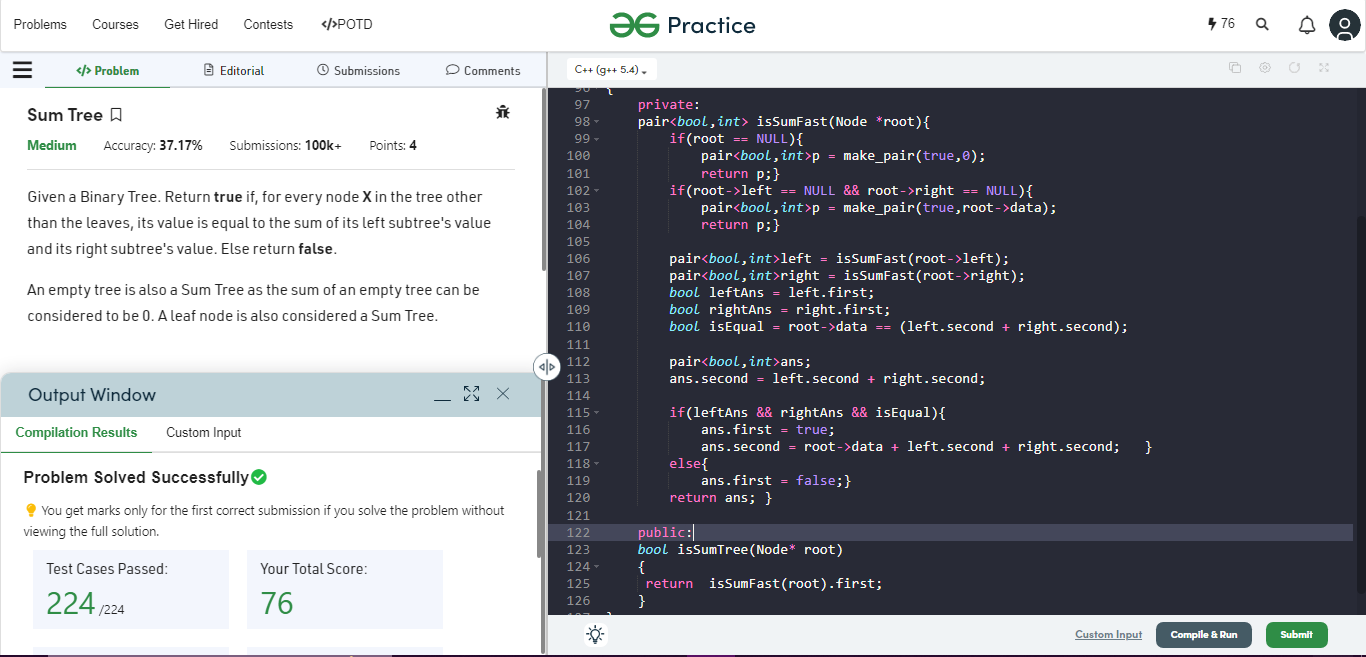 Problems Courses Get Hired Contests </>POTD
Practice
76
</> Problem Editorial Submissions Comments
Sum Tree
Medium Accuracy: 37.17% Submissions: 100k+ Points: 4
Given a Binary Tree. Return true if, for every node X in the tree other
than the leaves, its value is equal to the sum of its left subtree's value
and its right subtree's value. Else return false.
An empty tree is also a Sum Tree as the sum of an empty tree can be
considered to be 0. A leaf node is also considered a Sum Tree.
Output Window
Compilation Results Custom Input
Problem Solved Successfully
You get marks only for the first correct submission if you solve the problem without
viewing the full solution.
Test Cases Passed: Your Total Score:
224 /224 76
C++ (g++ 5.4)
96 {
97 private:
98 pair<bool,int> isSumFast(Node *root){
99 if(root == NULL){
100 pair<bool,int>p = make_pair(true,0);
101 return p;}
102 if(root->left == NULL && root->right == NULL){
103 pair<bool,int>p = make_pair(true,root->data);
104 return p;}
105
106 pair<bool,int>left = isSumFast(root->left);
107 pair<bool,int>right = isSumFast(root->right);
108 bool leftAns = left.first;
109 bool rightAns = right.first;
110 bool isEqual = root->data == (left.second + right.second);
111
112 pair<bool,int>ans;
113 ans.second = left.second + right.second;
114
115 if(leftAns && rightAns && isEqual){
116 ans.first = true;
117 ans.second = root->data + left.second + right.second; }
118 else{
119 ans.first = false;}
120 return ans; }
121
122 public:
123 bool isSumTree(Node* root)
124 {
125 return isSumFast(root).first;
126 }
Custom Input Compile & Run Submit